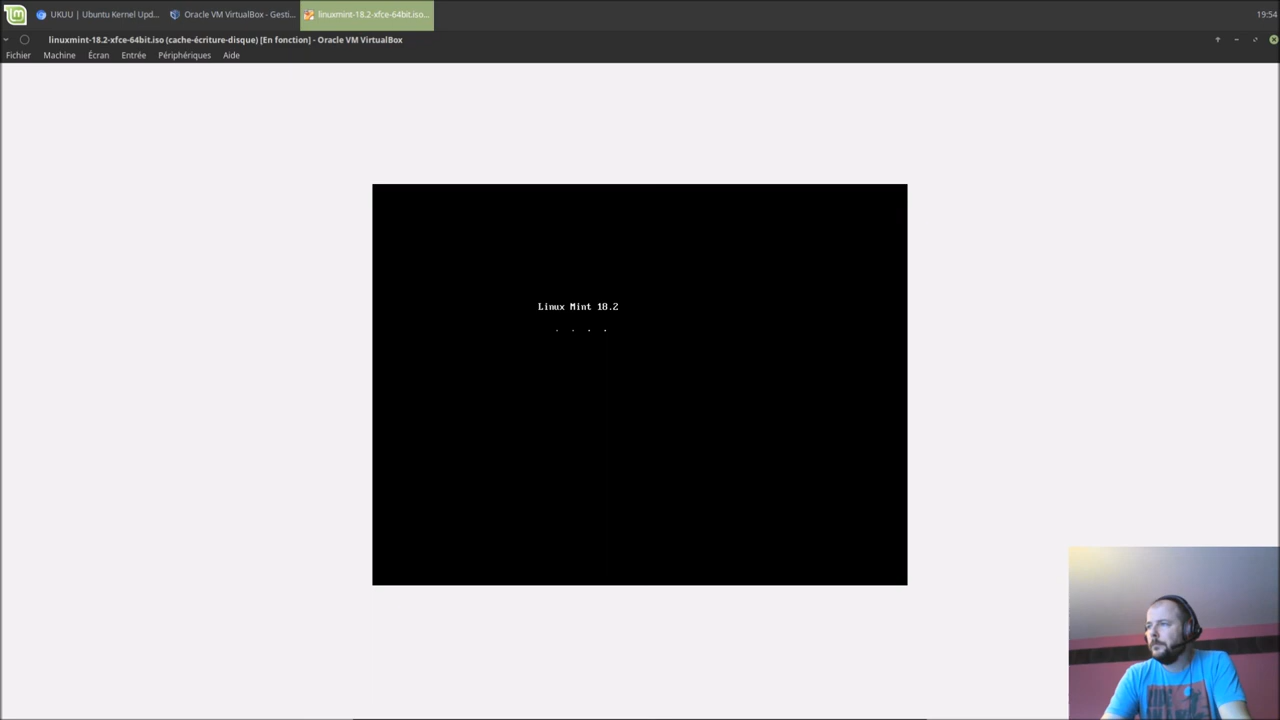 UKUU | Ubuntu Kernel Upd... Oracle VM VirtualBox - Gesti... linuxmint-18.2-xfce-64bit.iso... 19:54
linuxmint-18.2-xfce-64bit.iso (cache-écriture-disque) [En fonction] - Oracle VM VirtualBox
Fichier Machine Écran Entrée Périphériques Aide
Linux Mint 18.2
. . . .